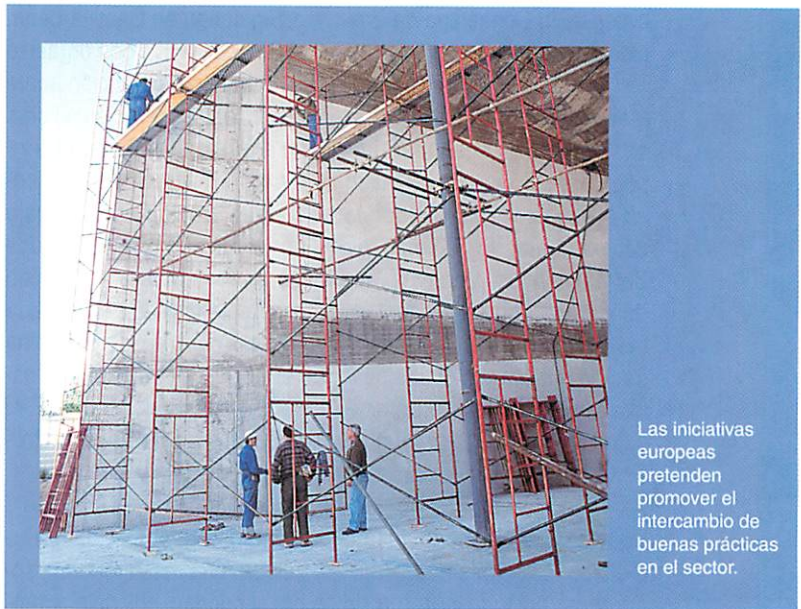 Las iniciativas
europeas
pretenden
promover el
intercambio de
buenas prácticas
en el sector.